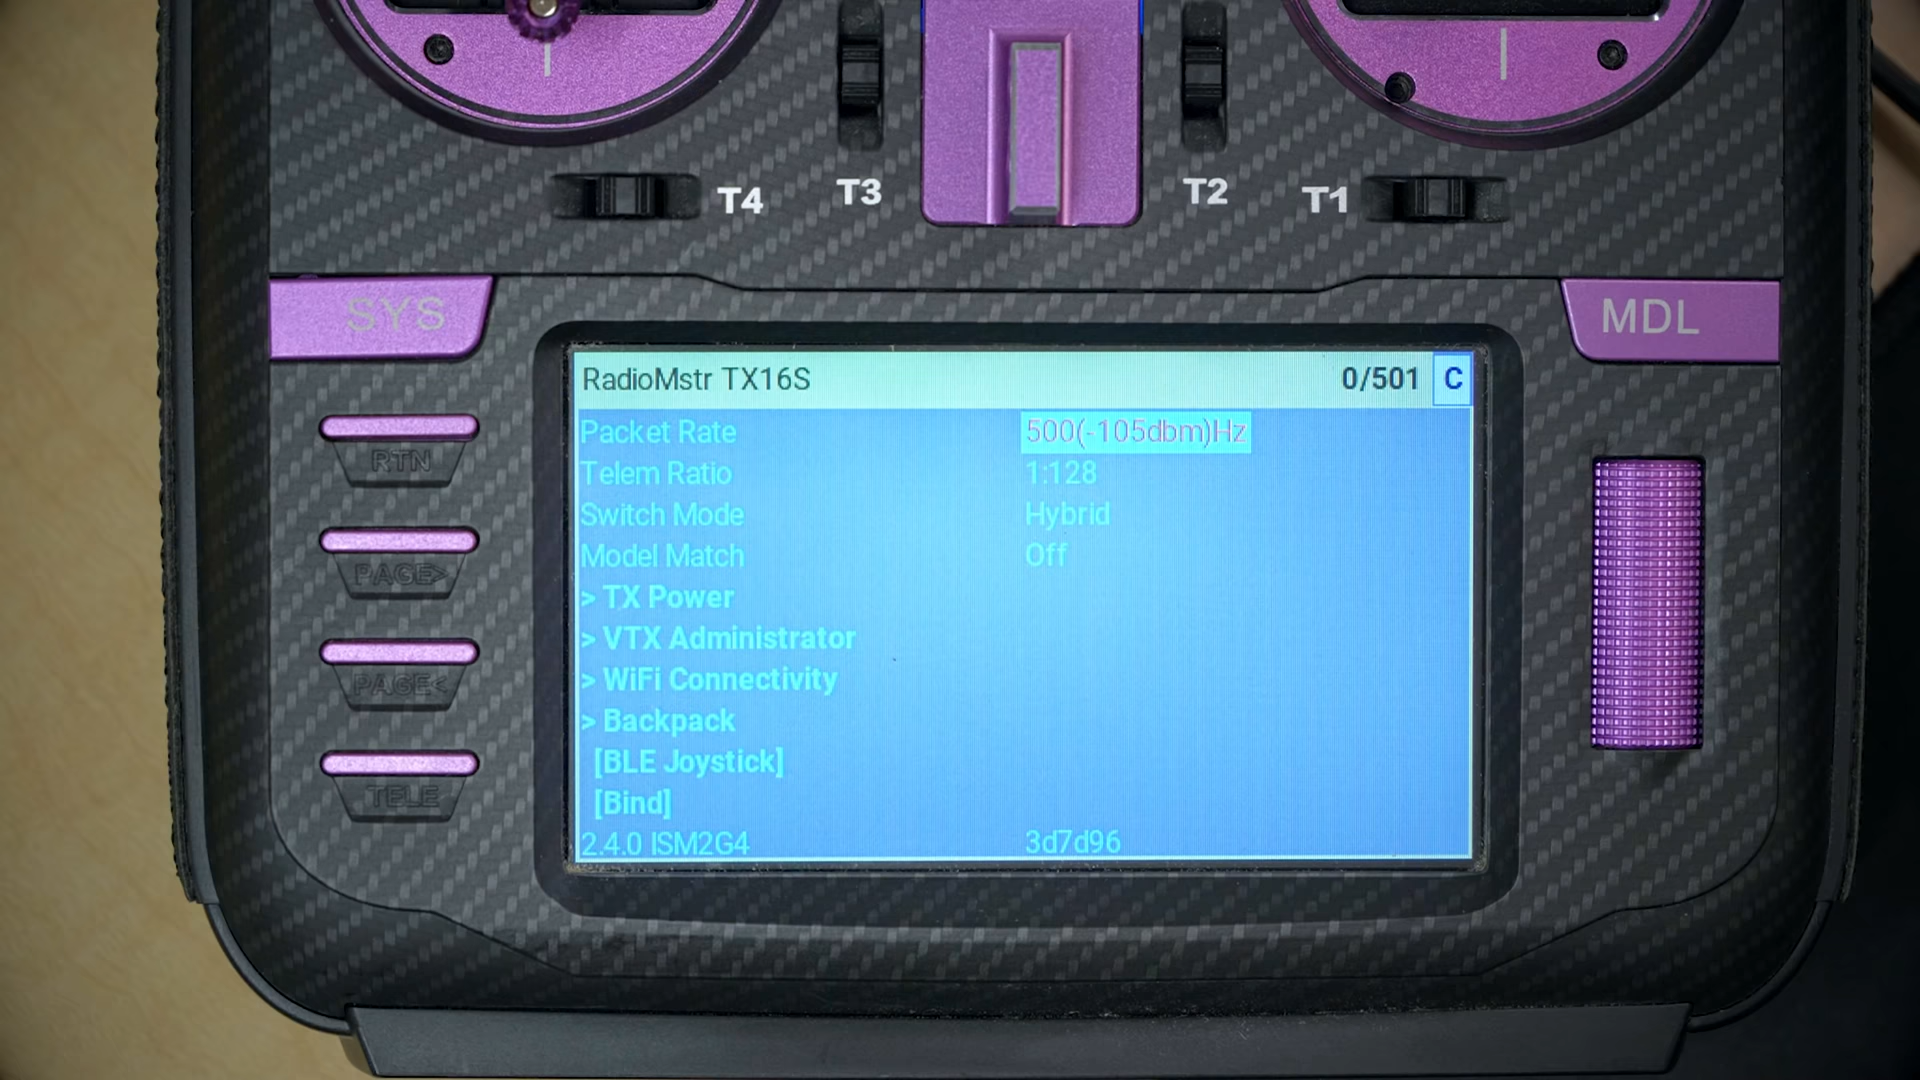 T4 T3 T2 T1
SYS
MDL
RTN
PAGE>
PAGE<
TELE
RadioMstr TX16S 0/501 C
Packet Rate 500(-105dbm)Hz
Telem Ratio 1:128
Switch Mode Hybrid
Model Match Off
> TX Power
> VTX Administrator
> WiFi Connectivity
> Backpack
[BLE Joystick]
[Bind]
2.4.0 ISM2G4 3d7d96